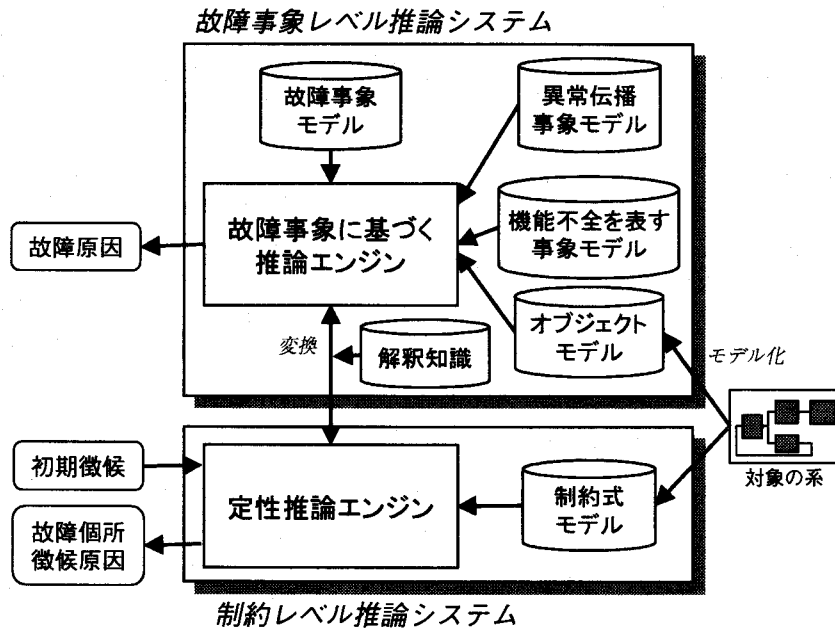 故障事象レベル推論システム
故障事象
モデル
異常伝播
事象モデル
故障事象に基づく
推論エンジン
機能不全を表す
事象モデル
故障原因
オブジェクト
モデル
変換
解釈知識
モデル化
初期徴候
定性推論エンジン
制約式
モデル
対象の系
故障個所
徴候原因
制約レベル推論システム